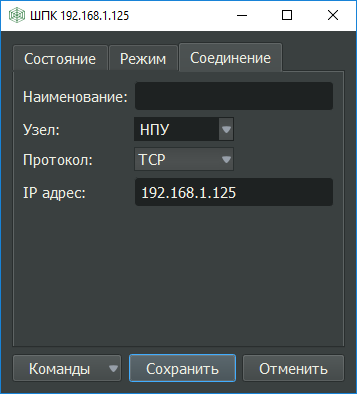 ШПК 192.168.1.125
Состояние Режим Соединение
Наименование:
Узел: НПУ
Протокол: TCP
IP адрес: 192.168.1.125
Команды Сохранить Отменить